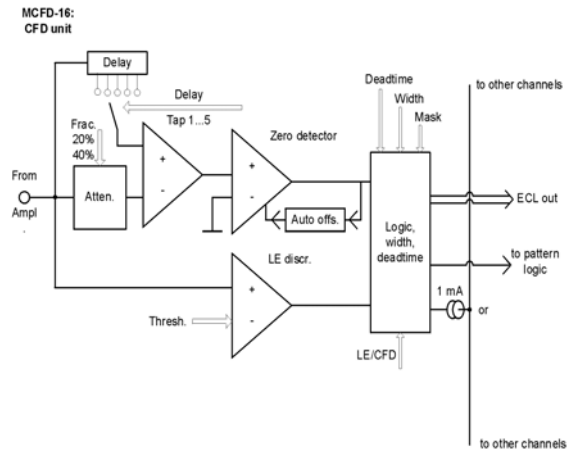 MCFD-16:
CFD unit
Delay
Delay
Tap 1...5
Frac.
20%
40%
From
Ampl
.
Atten.
+
-
Zero detector
+
-
Auto offs.
LE discr.
+
-
Thresh.
Deadtime
Width
Mask
Logic,
width,
deadtime
LE/CFD
to other channels
ECL out
to pattern
logic
1 mA
or
to other channels